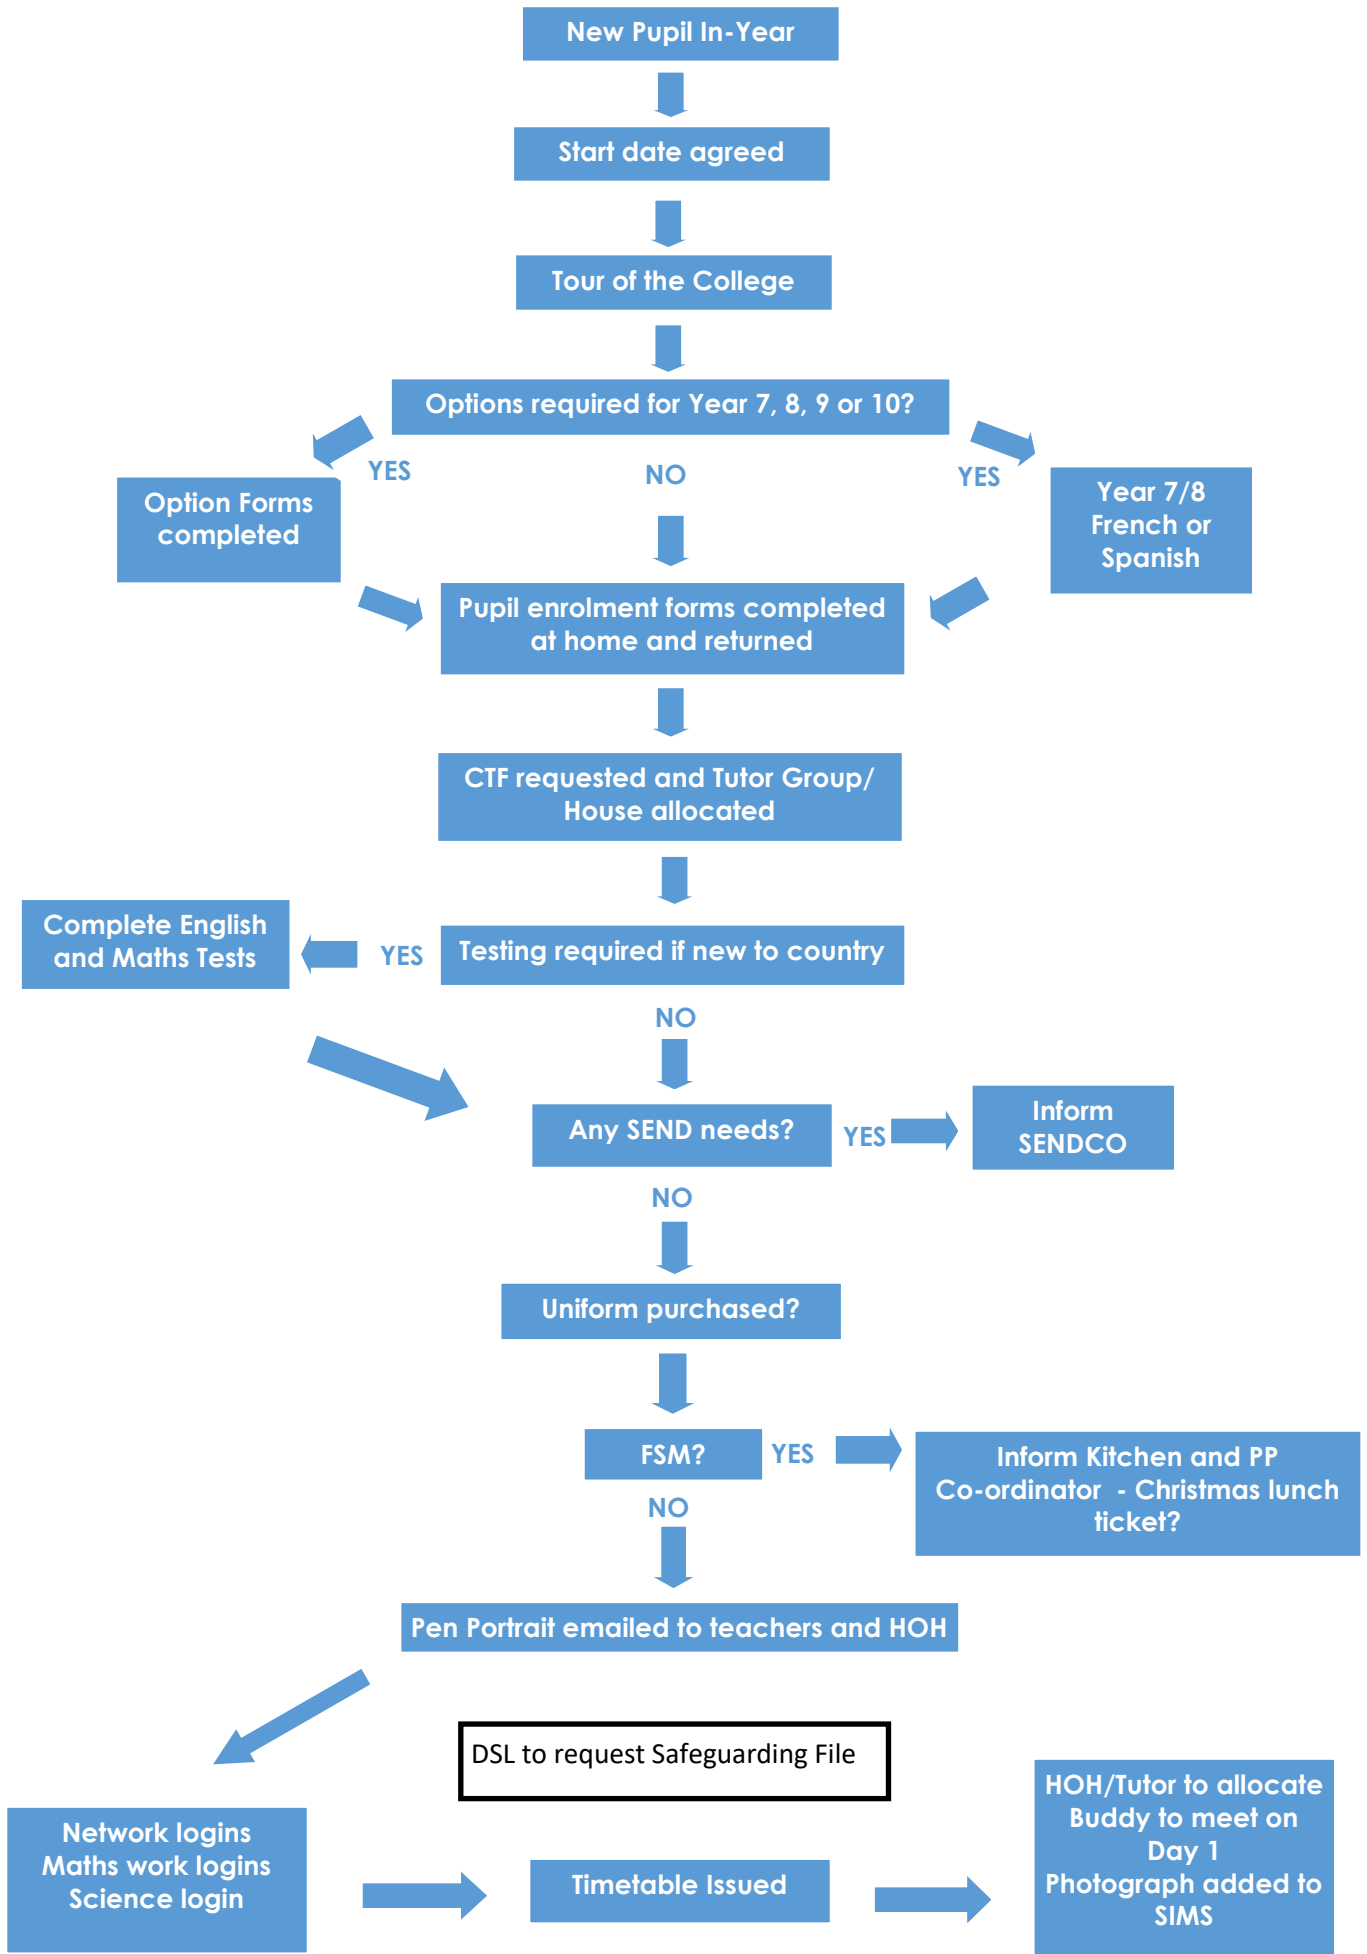 New Pupil In-Year
Start date agreed
Tour of the College
Options required for Year 7, 8, 9 or 10?
YES
NO
YES
Option Forms
completed
Year 7/8
French or
Spanish
Pupil enrolment forms completed
at home and returned
CTF requested and Tutor Group/
House allocated
Complete English
and Maths Tests
YES
Testing required if new to country
NO
Any SEND needs?
YES
Inform
SENDCO
NO
Uniform purchased?
FSM?
YES
Inform Kitchen and PP
Co-ordinator - Christmas lunch
ticket?
NO
Pen Portrait emailed to teachers and HOH
DSL to request Safeguarding File
Network logins
Maths work logins
Science login
Timetable Issued
HOH/Tutor to allocate
Buddy to meet on
Day 1
Photograph added to
SIMS